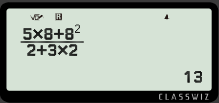 √☐/ R ▲
5×8+8²
2+3×2
13
CLASSWIZ